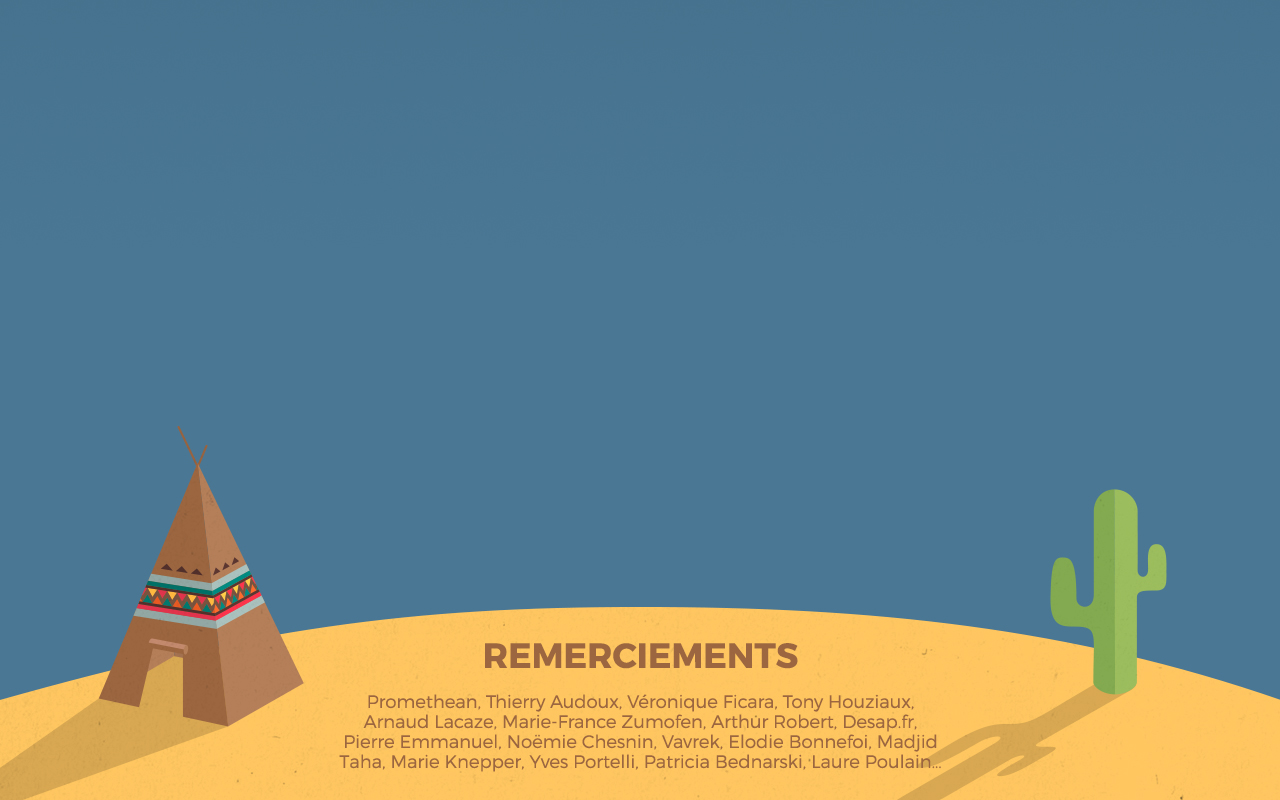 REMERCIEMENTS
Promethean, Thierry Audoux, Véronique Ficara, Tony Houziaux,
Arnaud Lacaze, Marie-France Zumofen, Arthur Robert, Desap.fr,
Pierre Emmanuel, Noëmie Chesnin, Vavrek, Elodie Bonnefoi, Madjid
Taha, Marie Knepper, Yves Portelli, Patricia Bednarski, Laure Poulain...